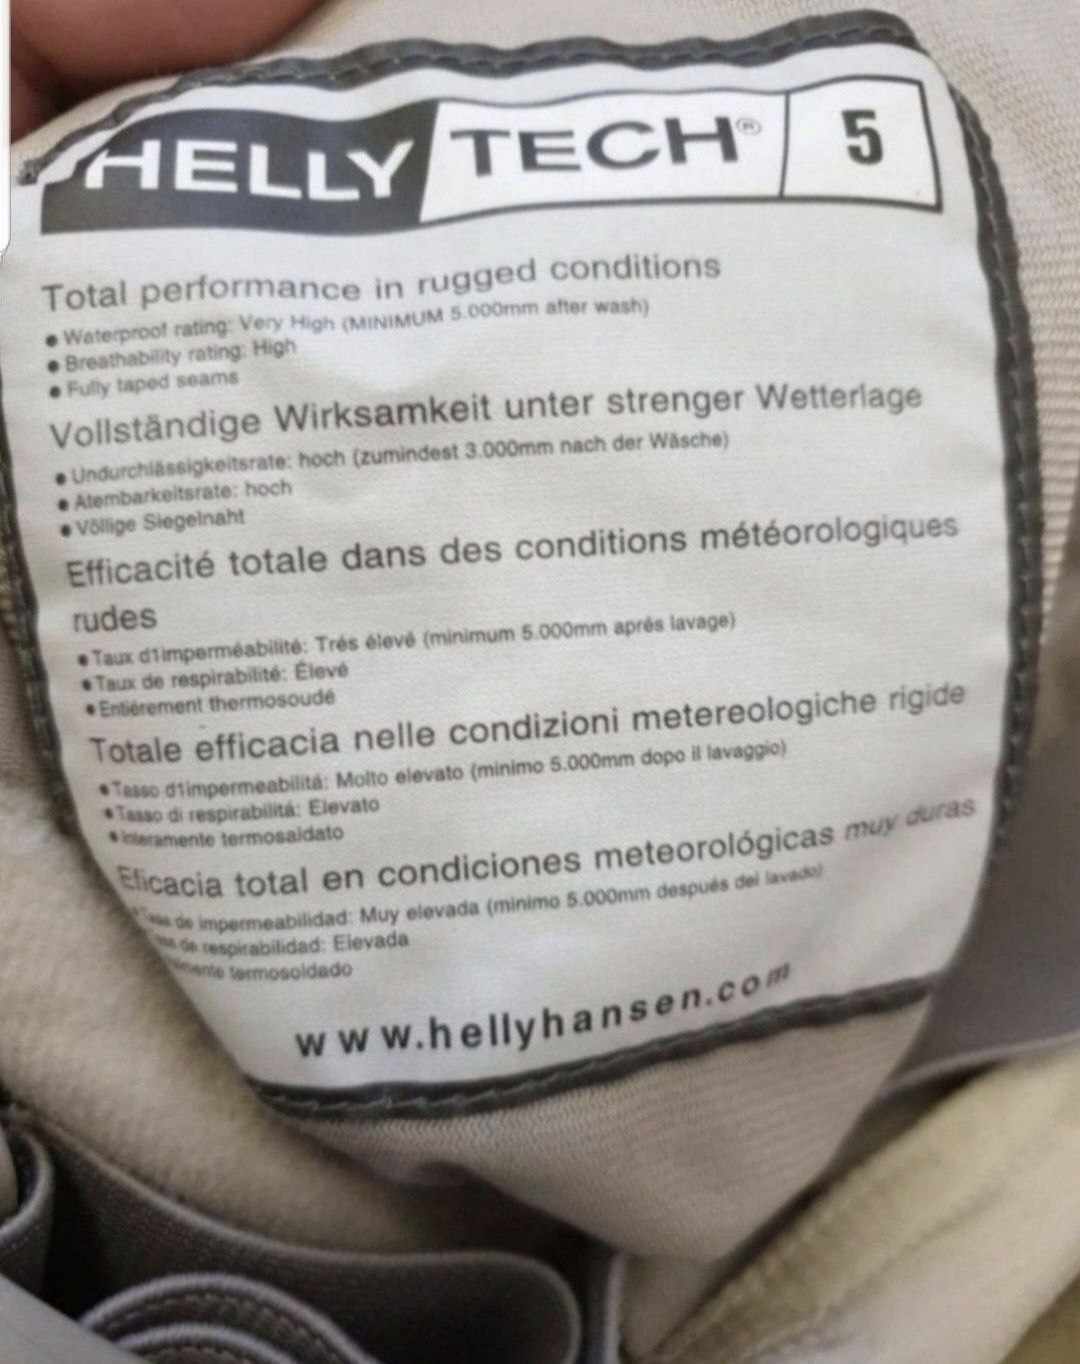 HELLY TECH® 5
Total performance in rugged conditions
• Waterproof rating: Very High (MINIMUM 5.000mm after wash)
• Breathability rating: High
• Fully taped seams
Vollständige Wirksamkeit unter strenger Wetterlage
• Undurchlässigkeitsrate: hoch (zumindest 3.000mm nach der Wäsche)
• Atembarkeitsrate: hoch
• Völlige Siegelnaht
Efficacité totale dans des conditions météorologiques
rudes
• Taux d1imperméabilité: Trés élevé (minimum 5.000mm aprés lavage)
• Taux de respirabilité: Élevé
• Entiérement thermosoudé
Totale efficacia nelle condizioni metereologiche rigide
• Tasso d1impermeabilitá: Molto elevato (minimo 5.000mm dopo il lavaggio)
• Tasso di respirabilitá: Elevato
• Interamente termosaldato
Eficacia total en condiciones meteorológicas muy duras
de impermeabilidad: Muy elevada (minimo 5.000mm después del lavado)
de respirabilidad: Elevada
termosoldado
www.hellyhansen.com